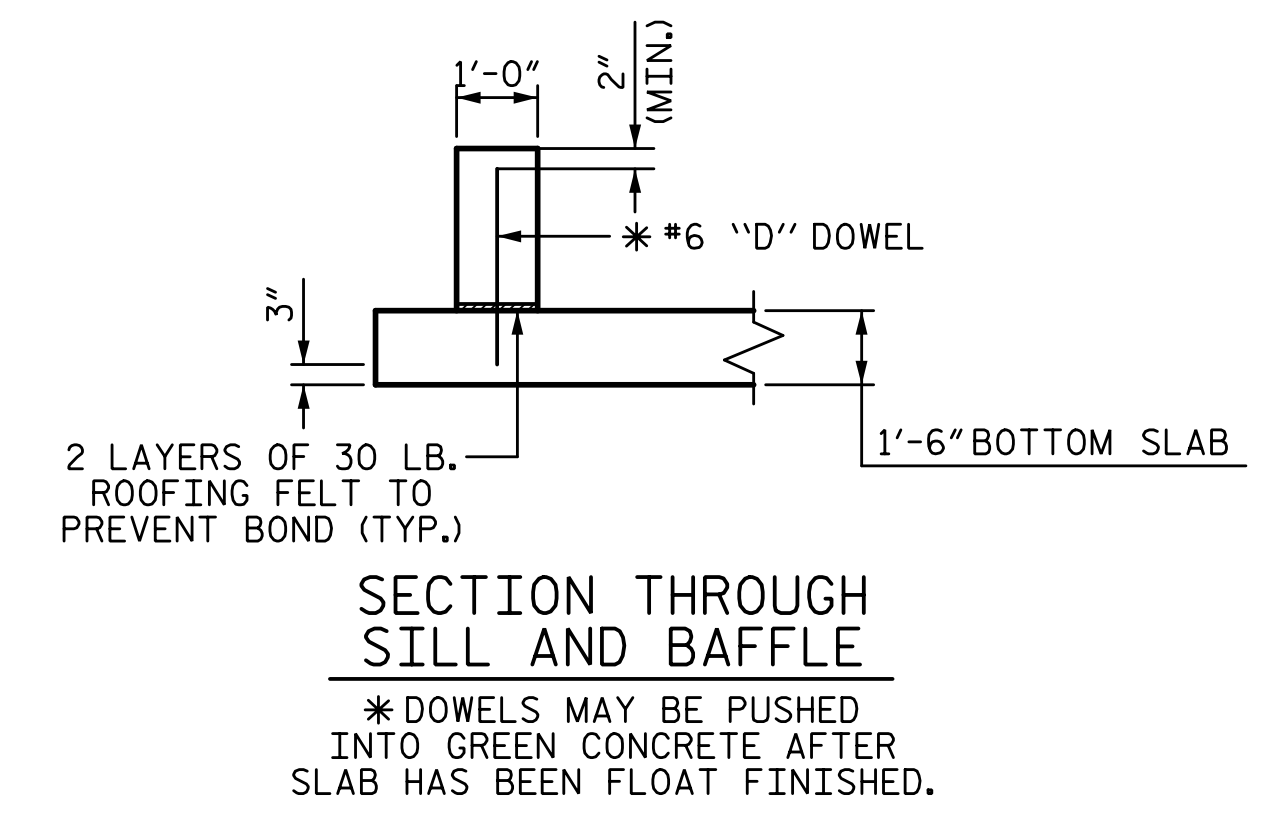 1'-0"
2"
(MIN.)
✳ #6 "D" DOWEL
3"
1'-6" BOTTOM SLAB
2 LAYERS OF 30 LB.
ROOFING FELT TO
PREVENT BOND (TYP.)
SECTION THROUGH
SILL AND BAFFLE
✳ DOWELS MAY BE PUSHED
INTO GREEN CONCRETE AFTER
SLAB HAS BEEN FLOAT FINISHED.